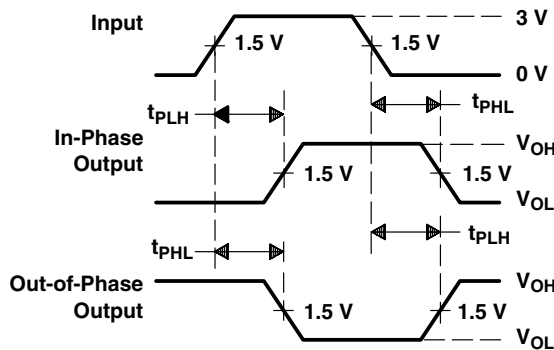 Input
1.5 V
1.5 V
3 V
0 V
tPLH
tPHL
In-Phase
Output
1.5 V
1.5 V
VOH
VOL
tPHL
tPLH
Out-of-Phase
Output
1.5 V
1.5 V
VOH
VOL